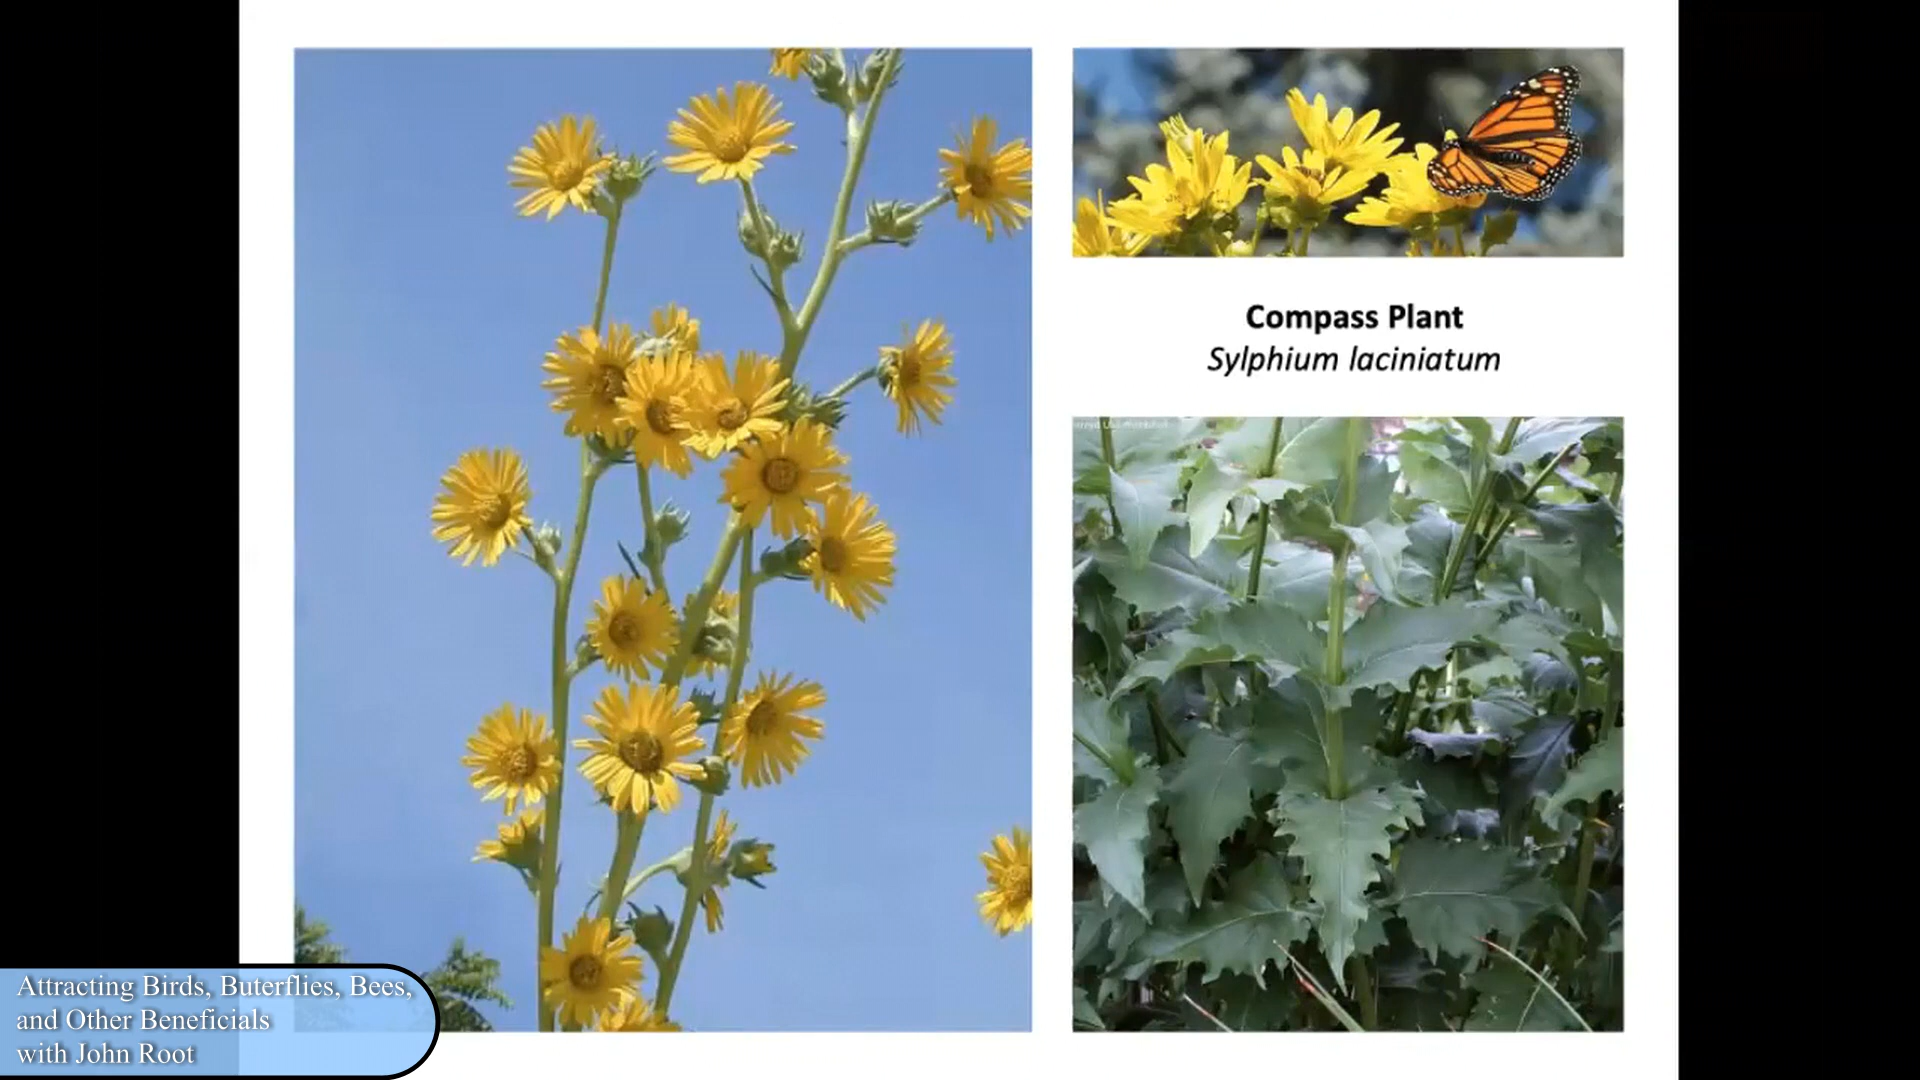 Compass Plant
Sylphium laciniatum
Attracting Birds, Buterflies, Bees,
and Other Beneficials
with John Root